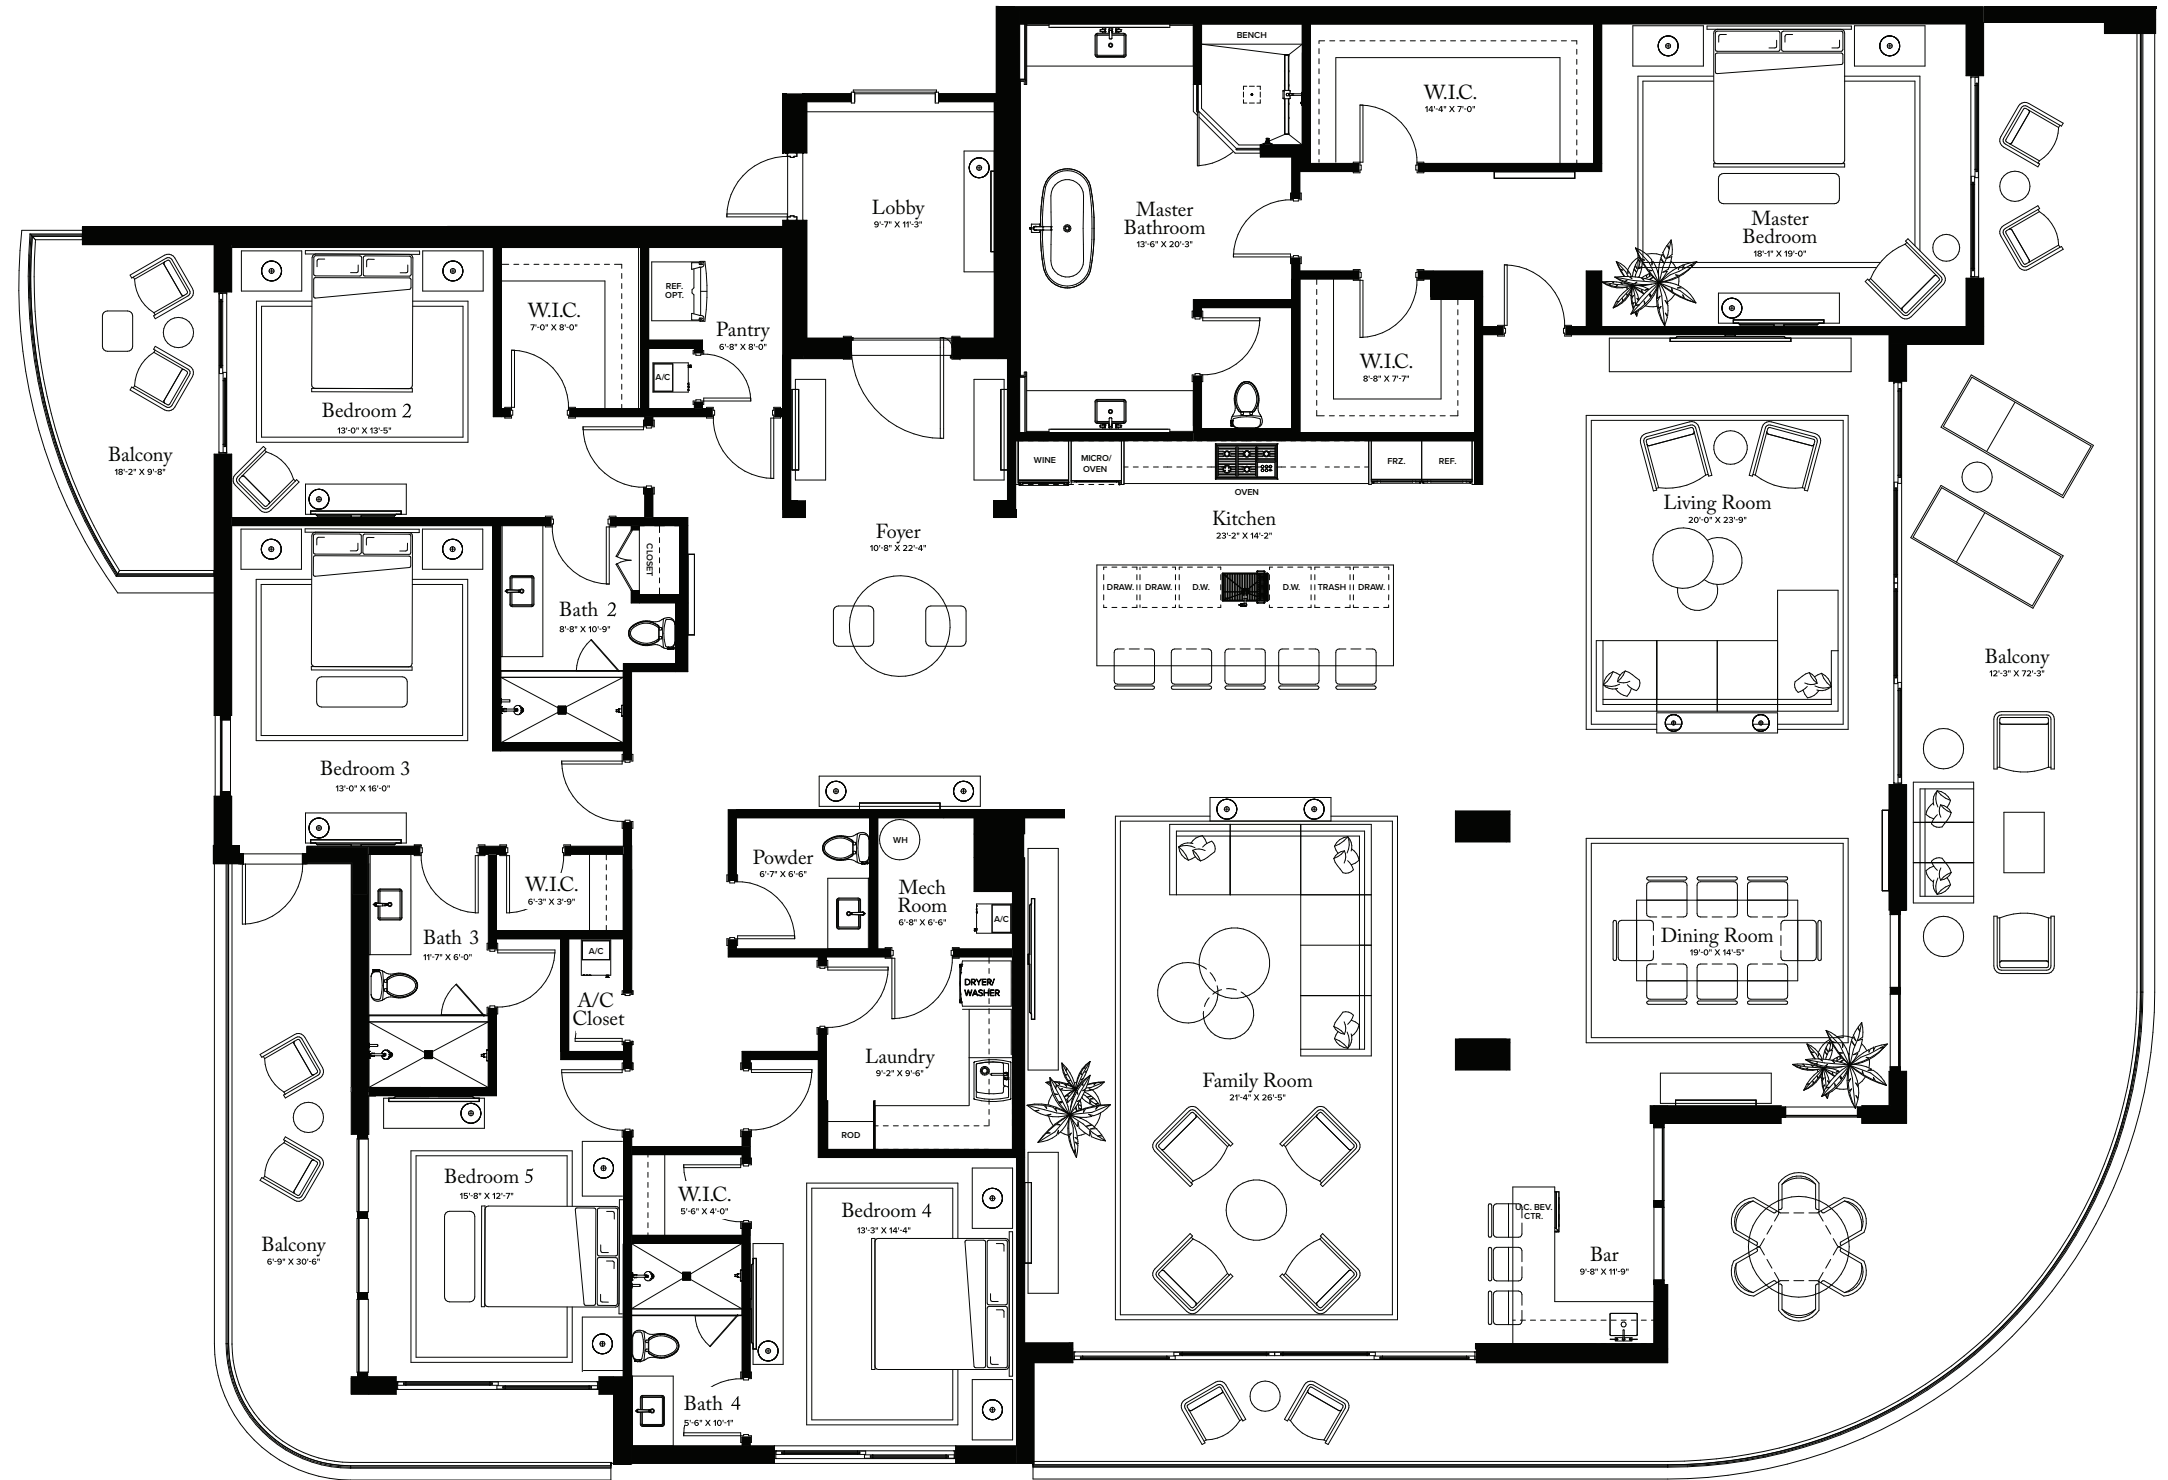 BENCH
W.I.C.
14'-4" X 7'-0"
Lobby
9'-7" X 11'-3"
Master
Bathroom
13'-6" X 20'-3"
Master
Bedroom
18'-1" X 19'-0"
REF.
OPT.
W.I.C.
7'-0" X 8'-0"
Pantry
6'-8" X 8'-0"
A/C
W.I.C.
8'-8" X 7'-7"
Bedroom 2
13'-0" X 13'-5"
Balcony
18'-2" X 9'-8"
WINE
MICRO/
OVEN
OVEN
FRZ.
REF.
Living Room
20'-0" X 23'-9"
Foyer
10'-8" X 22'-4"
Kitchen
23'-2" X 14'-2"
CLOSET
DRAW.
DRAW.
D.W.
D.W.
TRASH
DRAW.
Bath 2
8'-8" X 10'-9"
Balcony
12'-3" X 72'-3"
Bedroom 3
13'-0" X 16'-0"
Powder
6'-7" X 6'-6"
WH
Mech
Room
6'-8" X 6'-6"
A/C
W.I.C.
6'-3" X 3'-9"
Bath 3
11'-7" X 6'-0"
A/C
A/C
Closet
DRYER/
WASHER
Dining Room
19'-0" X 14'-5"
Laundry
9'-2" X 9'-6"
ROD
Family Room
21'-4" X 26'-5"
Bedroom 5
15'-8" X 12'-7"
W.I.C.
5'-6" X 4'-0"
Bedroom 4
13'-3" X 14'-4"
Balcony
6'-9" X 30'-6"
U.C. BEV.
CTR.
Bar
9'-8" X 11'-9"
Bath 4
5'-6" X 10'-1"